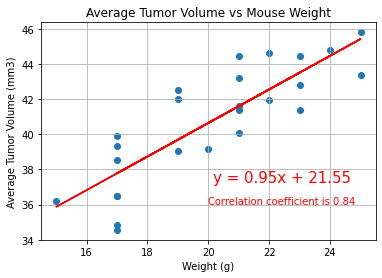 Average Tumor Volume vs Mouse Weight
Average Tumor Volume (mm3)
46
44
42
40
38
36
34
y = 0.95x + 21.55
Correlation coefficient is 0.84
16 18 20 22 24
Weight (g)